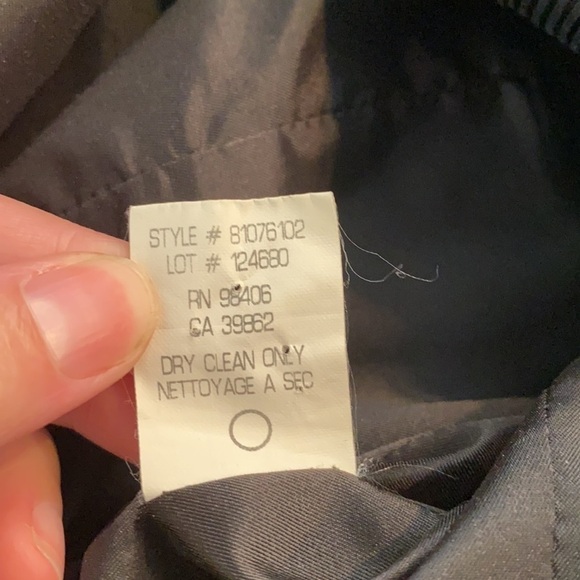 STYLE # 81076102
LOT # 124680
RN 98406
CA 39862
DRY CLEAN ONLY
NETTOYAGE A SEC